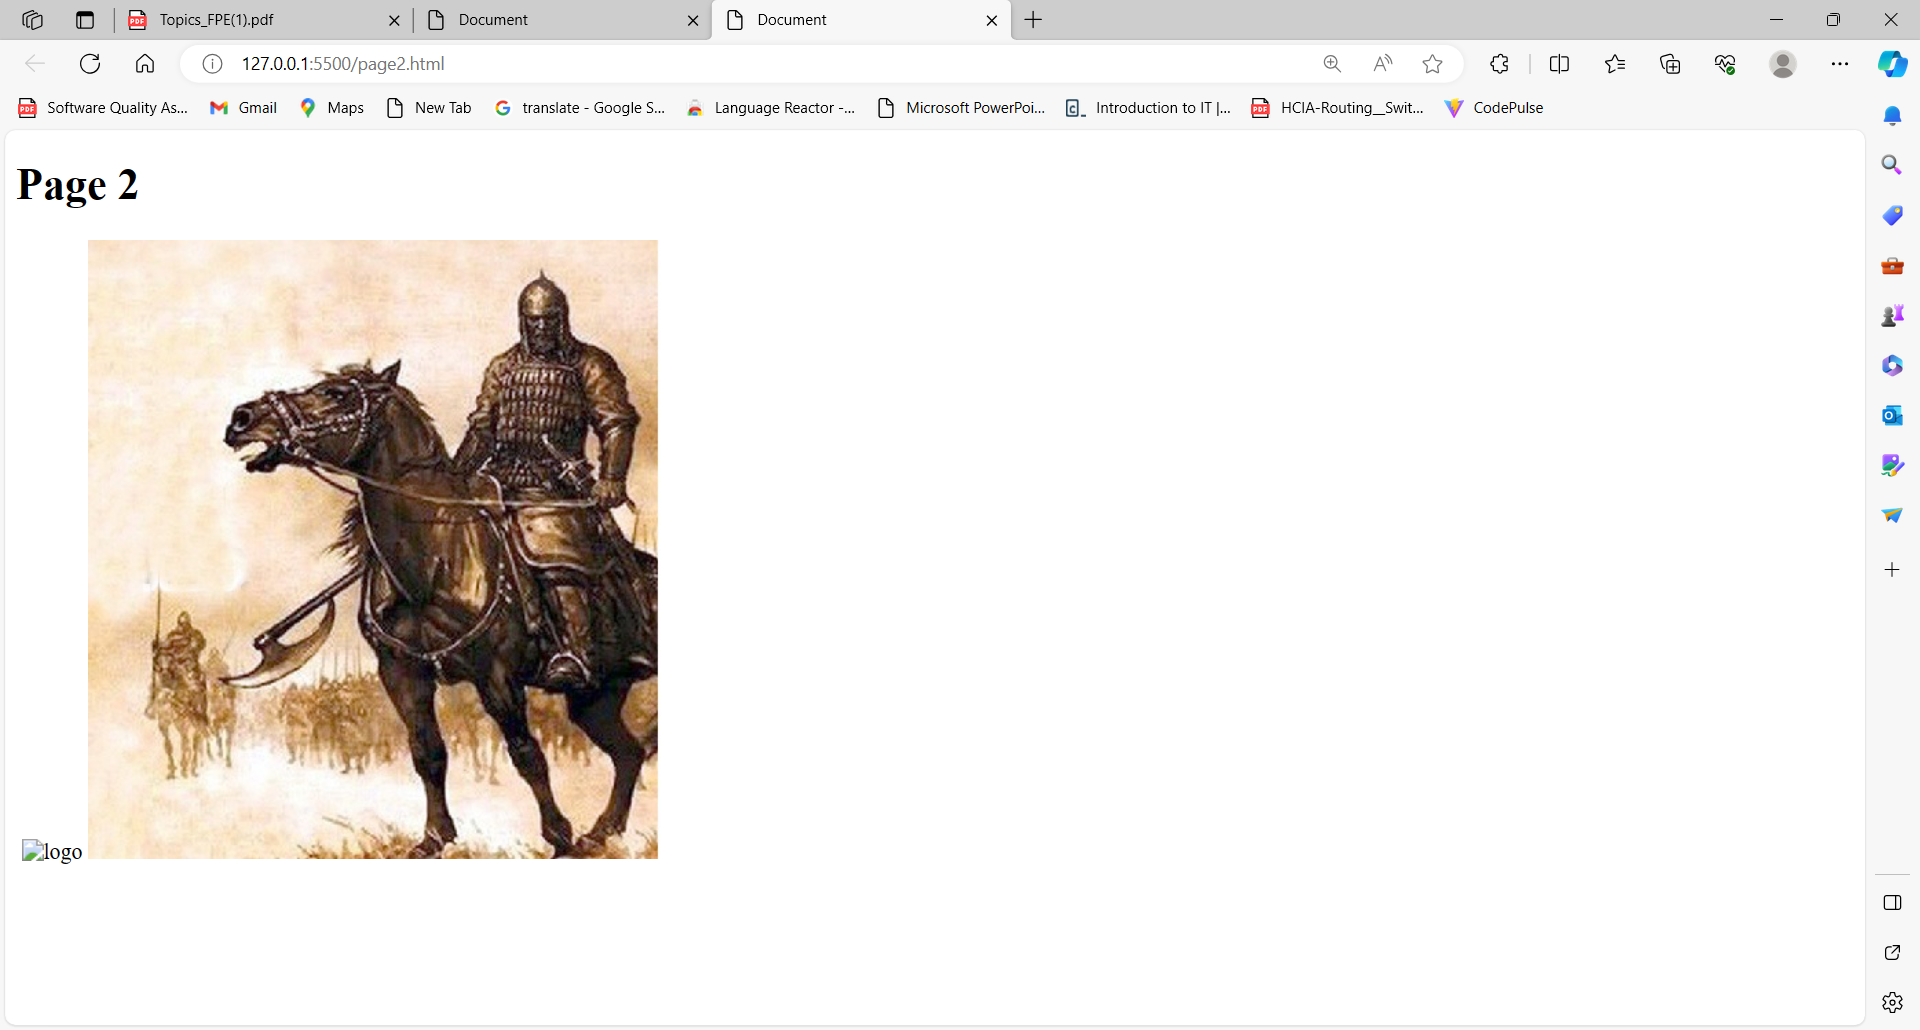 Topics_FPE(1).pdf
Document
Document
127.0.0.1:5500/page2.html
Software Quality As...
Gmail
Maps
New Tab
translate - Google S...
Language Reactor -...
Microsoft PowerPoi...
Introduction to IT |...
HCIA-Routing__Swit...
CodePulse
Page 2
logo